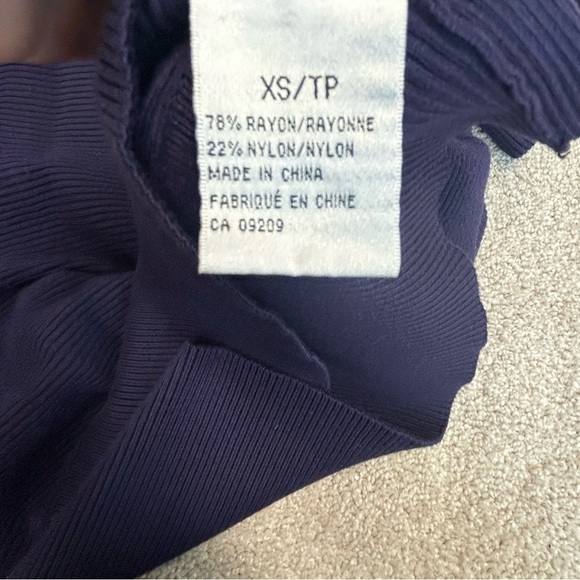 XS/TP
78% RAYON/RAYONNE
22% NYLON/NYLON
MADE IN CHINA
FABRIQUÉ EN CHINE
CA 09209